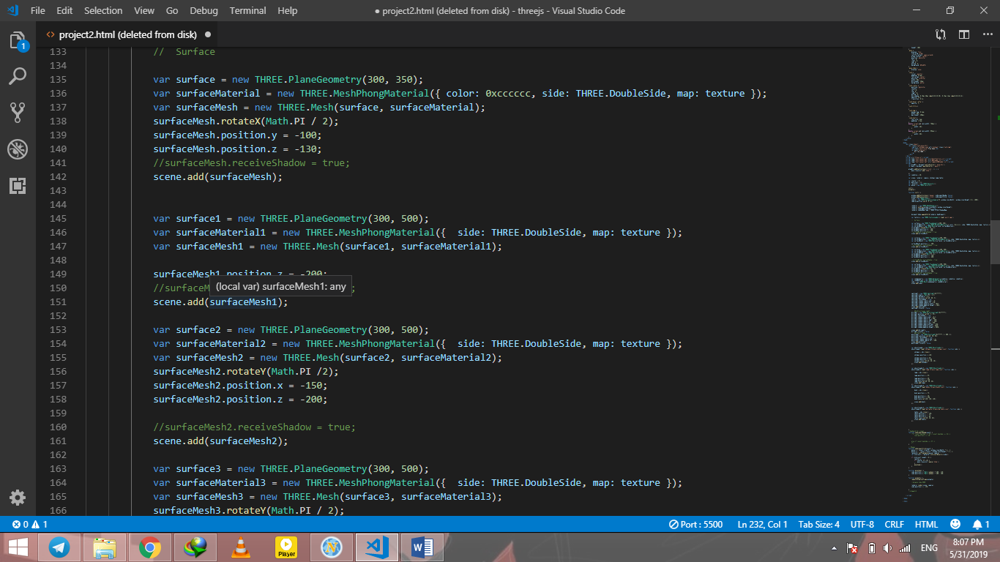 File Edit Selection View Go Debug Terminal Help
● project2.html (deleted from disk) - threejs - Visual Studio Code
1
<> project2.html (deleted from disk) ●
133 // Surface
134
135 var surface = new THREE.PlaneGeometry(300, 350);
136 var surfaceMaterial = new THREE.MeshPhongMaterial({ color: 0xcccccc, side: THREE.DoubleSide, map: texture });
137 var surfaceMesh = new THREE.Mesh(surface, surfaceMaterial);
138 surfaceMesh.rotateX(Math.PI / 2);
139 surfaceMesh.position.y = -100;
140 surfaceMesh.position.z = -130;
141 //surfaceMesh.receiveShadow = true;
142 scene.add(surfaceMesh);
143
144
145 var surface1 = new THREE.PlaneGeometry(300, 500);
146 var surfaceMaterial1 = new THREE.MeshPhongMaterial({  side: THREE.DoubleSide, map: texture });
147 var surfaceMesh1 = new THREE.Mesh(surface1, surfaceMaterial1);
148
149 surfaceMesh1.position.z = -200;
150 //surfaceM ;
(local var) surfaceMesh1: any
151 scene.add(surfaceMesh1);
152
153 var surface2 = new THREE.PlaneGeometry(300, 500);
154 var surfaceMaterial2 = new THREE.MeshPhongMaterial({  side: THREE.DoubleSide, map: texture });
155 var surfaceMesh2 = new THREE.Mesh(surface2, surfaceMaterial2);
156 surfaceMesh2.rotateY(Math.PI /2);
157 surfaceMesh2.position.x = -150;
158 surfaceMesh2.position.z = -200;
159
160 //surfaceMesh2.receiveShadow = true;
161 scene.add(surfaceMesh2);
162
163 var surface3 = new THREE.PlaneGeometry(300, 500);
164 var surfaceMaterial3 = new THREE.MeshPhongMaterial({  side: THREE.DoubleSide, map: texture });
165 var surfaceMesh3 = new THREE.Mesh(surface3, surfaceMaterial3);
166 surfaceMesh3.rotateY(Math.PI / 2);
0 1 Port : 5500 Ln 232, Col 1 Tab Size: 4 UTF-8 CRLF HTML 1
Player
N
W
ENG
8:07 PM
5/31/2019